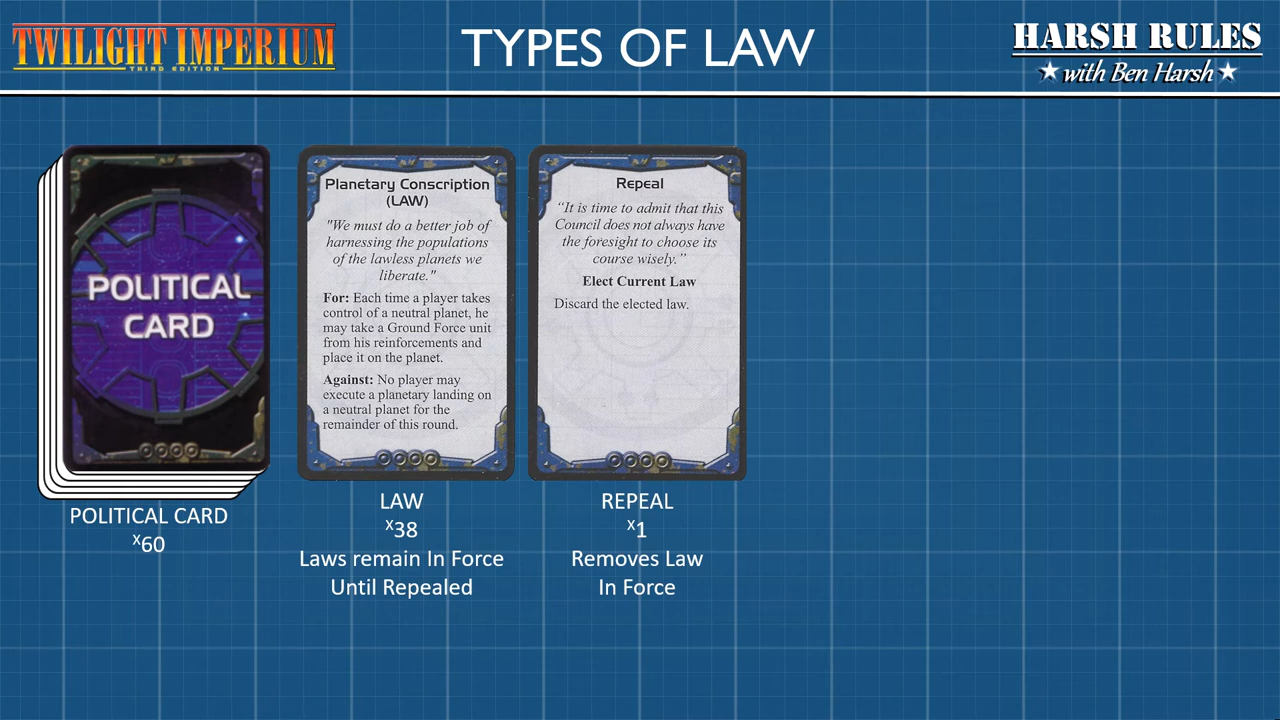 TWILIGHT IMPERIUM
THIRD EDITION
TYPES OF LAW
HARSH RULES
with Ben Harsh
POLITICAL
CARD
POLITICAL CARD
x60
Planetary Conscription
(LAW)
"We must do a better job of
harnessing the populations
of the lawless planets we
liberate."
For: Each time a player takes
control of a neutral planet, he
may take a Ground Force unit
from his reinforcements and
place it on the planet.
Against: No player may
execute a planetary landing on
a neutral planet for the
remainder of this round.
LAW
x38
Laws remain In Force
Until Repealed
Repeal
“It is time to admit that this
Council does not always have
the foresight to choose its
course wisely.”
Elect Current Law
Discard the elected law.
REPEAL
x1
Removes Law
In Force